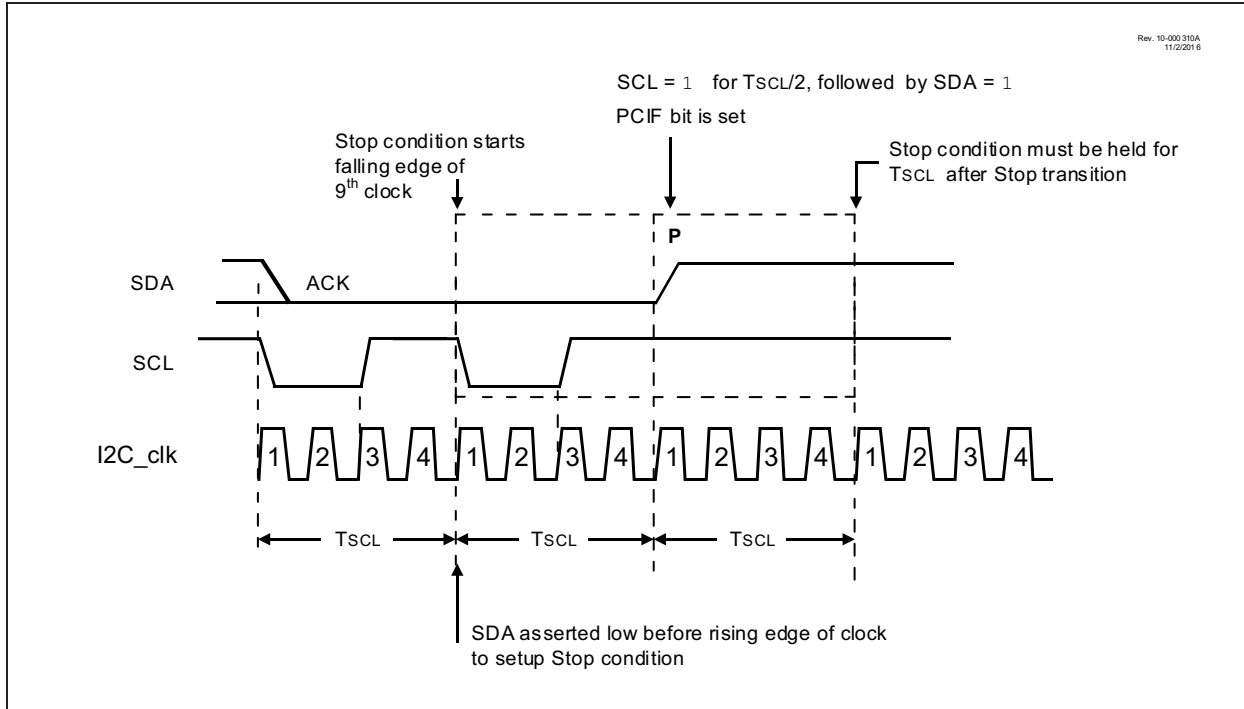 Rev. 10-000 310A
11/2/201 6
SCL = 1 for TSCL/2, followed by SDA = 1
PCIF bit is set
Stop condition starts
falling edge of
9th clock
Stop condition must be held for
TSCL after Stop transition
P
SDA
ACK
SCL
I2C_clk
1 2 3 4 1 2 3 4 1 2 3 4 1 2 3 4
TSCL TSCL TSCL
SDA asserted low before rising edge of clock
to setup Stop condition